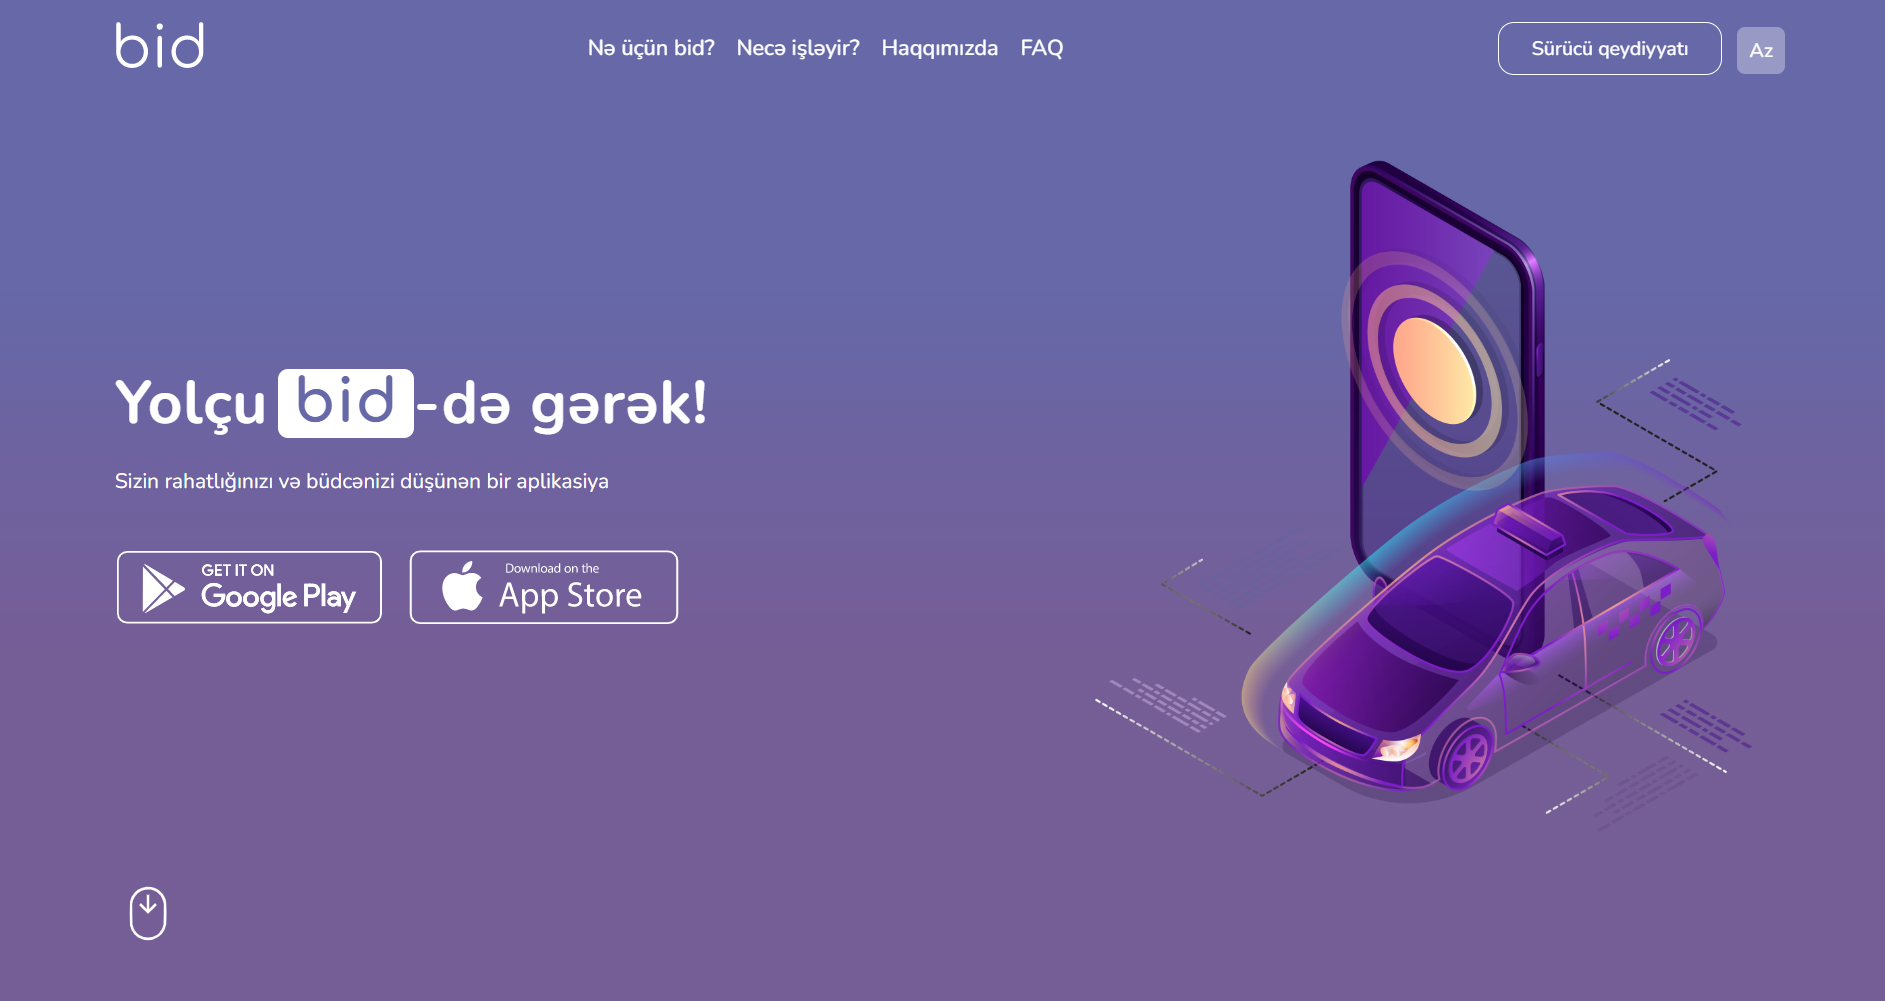 bid
Nə üçün bid? Necə işləyir? Haqqımızda FAQ
Sürücü qeydiyyatı
Az
Yolçu bid-də gərək!
Sizin rahatlığınızı və büdcənizi düşünən bir aplikasiya
GET IT ON
Google Play
Download on the
App Store